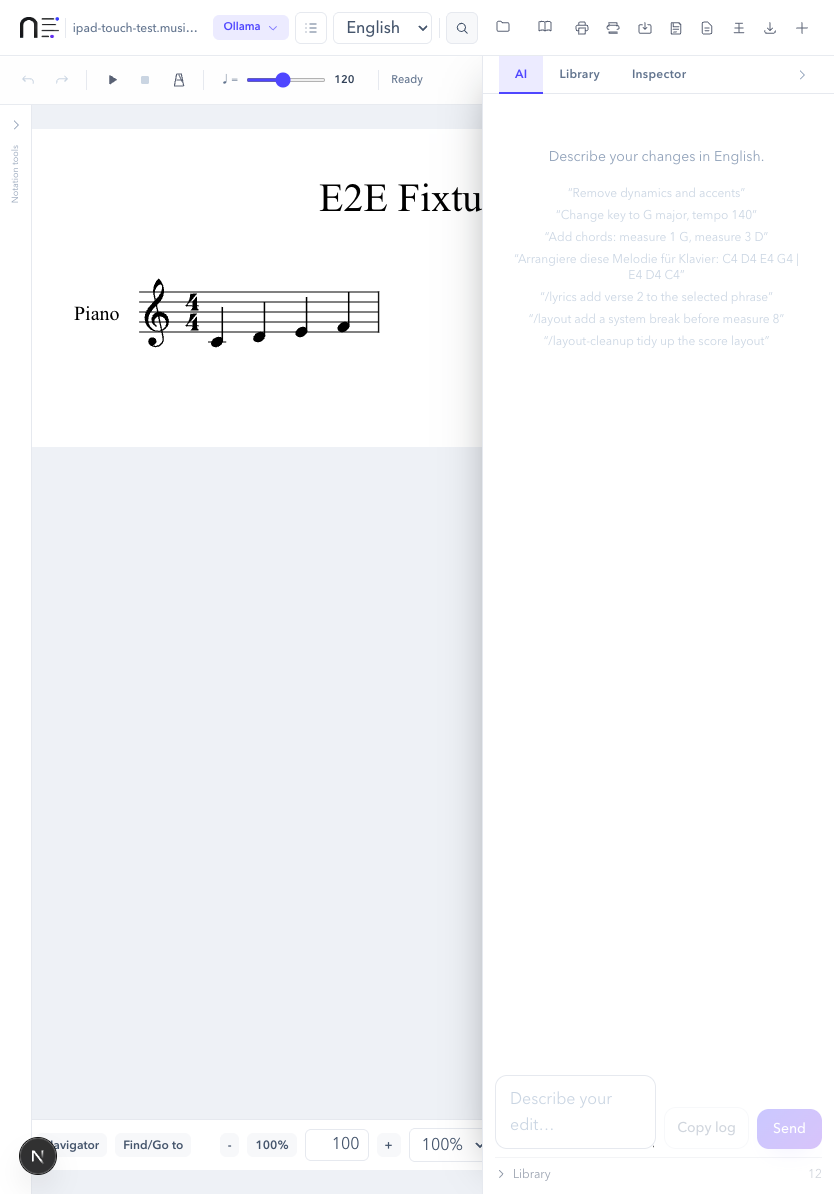 ipad-touch-test.musi...
Ollama
English
♩ =
120
Ready
AI
Library
Inspector
Notation tools
E2E Fixtu
Piano
4
4
Describe your changes in English.
“Remove dynamics and accents”
“Change key to G major, tempo 140”
“Add chords: measure 1 G, measure 3 D”
“Arrangiere diese Melodie für Klavier: C4 D4 E4 G4 |
E4 D4 C4”
“/lyrics add verse 2 to the selected phrase”
“/layout add a system break before measure 8”
“/layout-cleanup tidy up the score layout”
Describe your
edit...
Copy log
Send
avigator
Find/Go to
-
100%
100
+
100%
N
Library
12